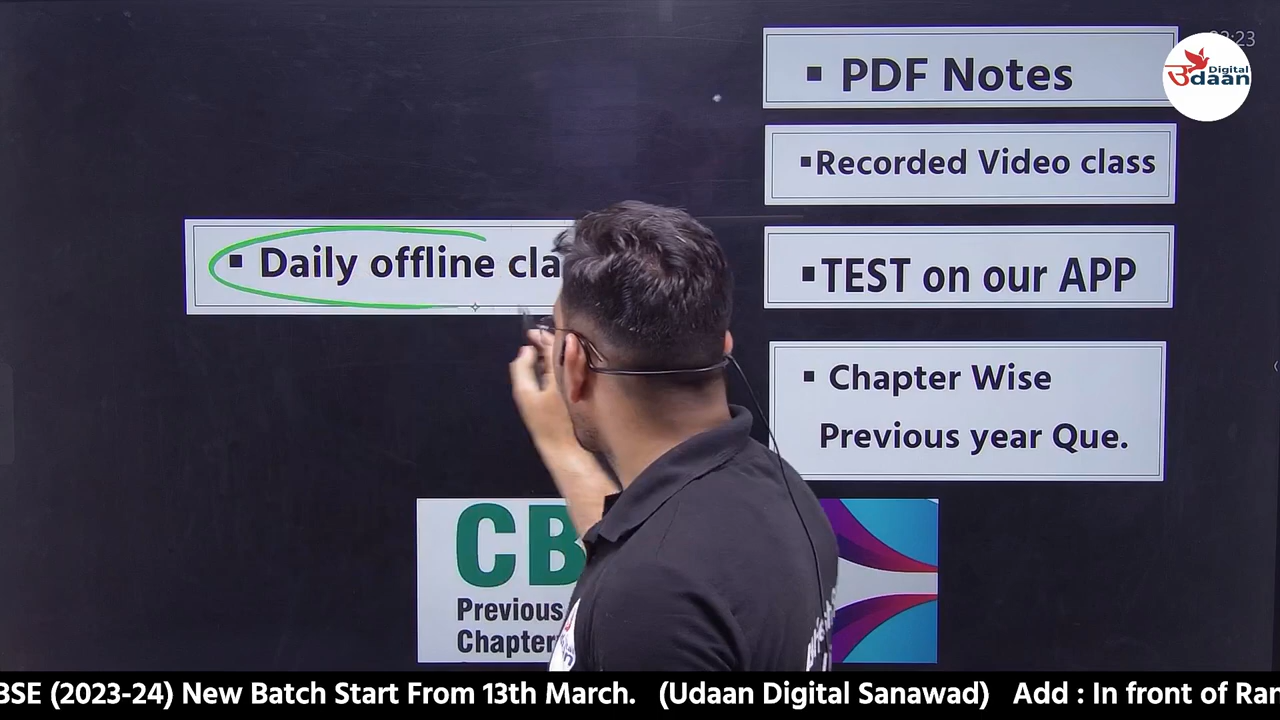 ▪ PDF Notes
Digital
उdaan
▪Recorded Video class
▪ Daily offline cla
▪TEST on our APP
▪ Chapter Wise
Previous year Que.
CB
Previous
Chapter
BSE (2023-24) New Batch Start From 13th March. (Udaan Digital Sanawad) Add : In front of Ran